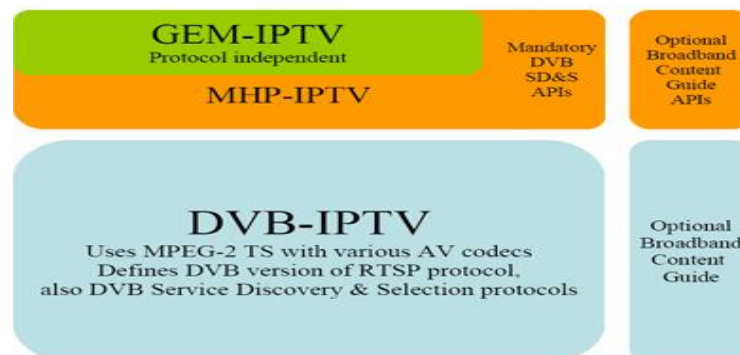 GEM-IPTV
Protocol independent
MHP-IPTV
Mandatory
DVB
SD&S
APIs
Optional
Broadband
Content
Guide
APIs
DVB-IPTV
Uses MPEG-2 TS with various AV codecs
Defines DVB version of RTSP protocol,
also DVB Service Discovery & Selection protocols
Optional
Broadband
Content
Guide